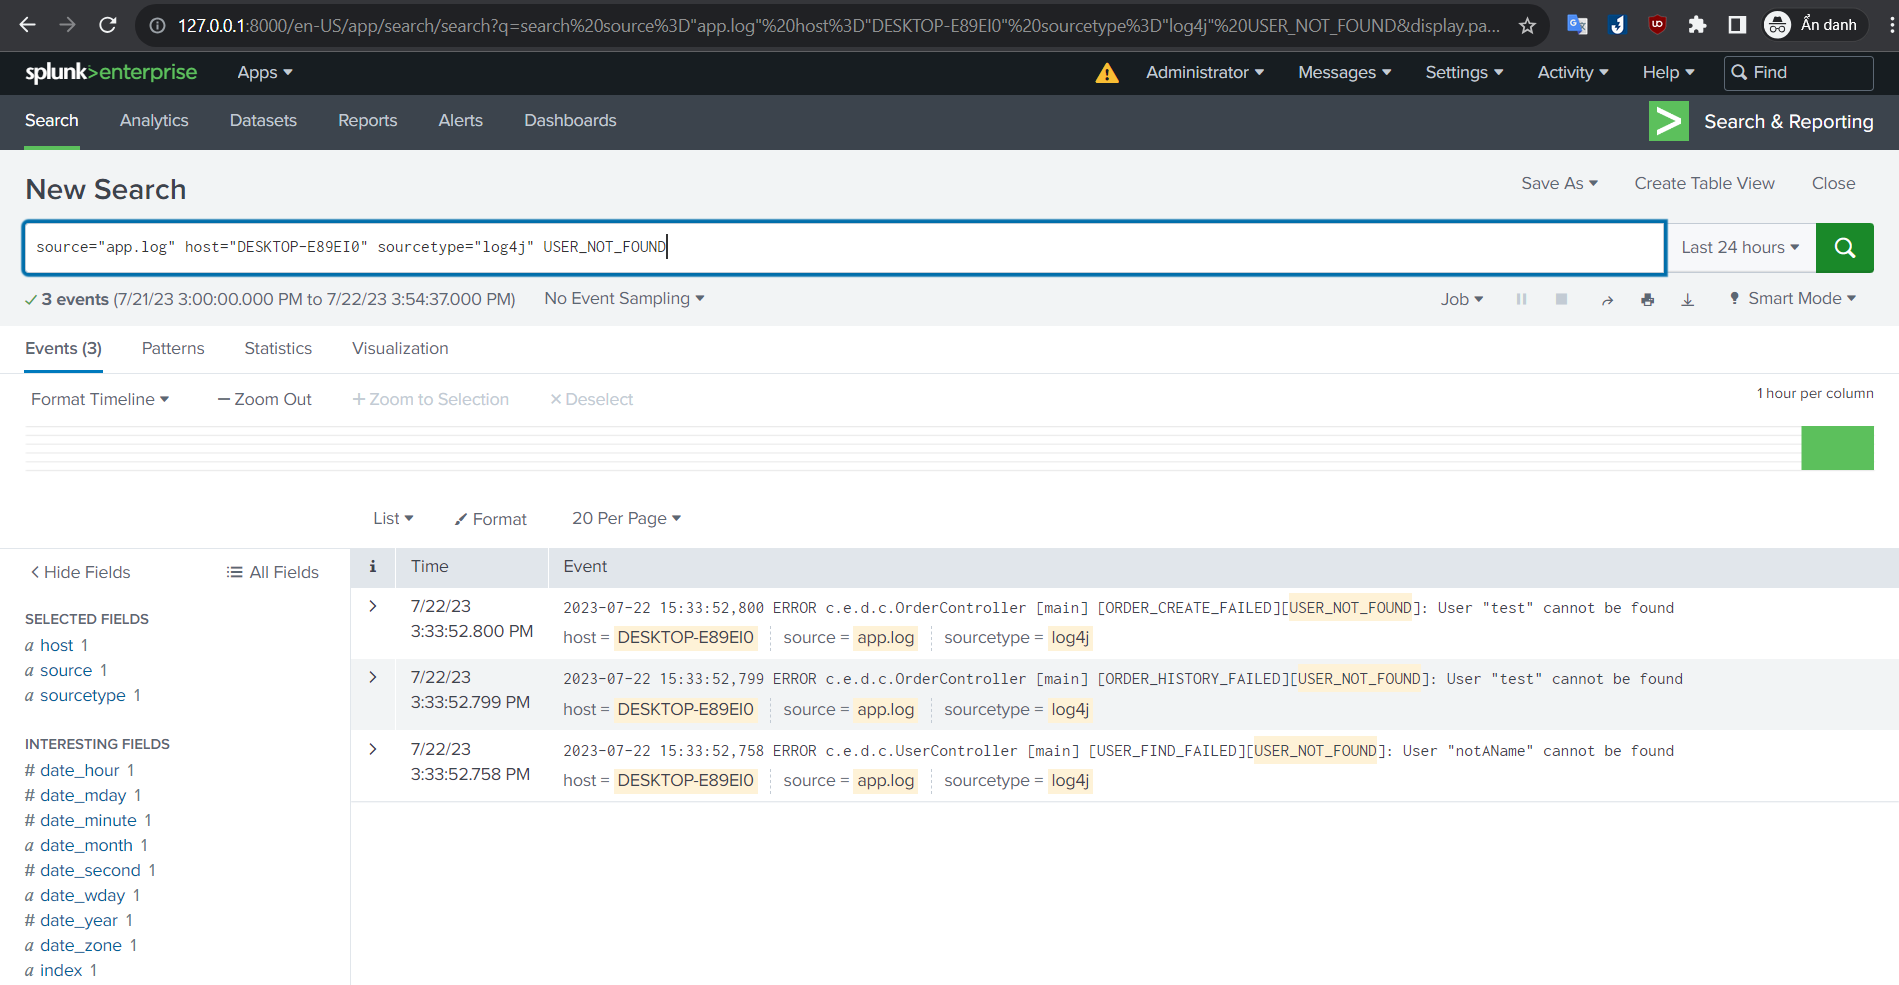 127.0.0.1:8000/en-US/app/search/search?q=search%20source%3D"app.log"%20host%3D"DESKTOP-E89EI0"%20sourcetype%3D"log4j"%20USER_NOT_FOUND&display.pa...
Ẩn danh
splunk>enterprise Apps Administrator Messages Settings Activity Help Find
Search Analytics Datasets Reports Alerts Dashboards Search & Reporting
New Search Save As Create Table View Close
source="app.log" host="DESKTOP-E89EI0" sourcetype="log4j" USER_NOT_FOUND Last 24 hours
3 events (7/21/23 3:00:00.000 PM to 7/22/23 3:54:37.000 PM) No Event Sampling Job Smart Mode
Events (3) Patterns Statistics Visualization
Format Timeline — Zoom Out + Zoom to Selection × Deselect 1 hour per column
List Format 20 Per Page
< Hide Fields All Fields
SELECTED FIELDS
a host 1
a source 1
a sourcetype 1
INTERESTING FIELDS
# date_hour 1
# date_mday 1
# date_minute 1
a date_month 1
# date_second 1
a date_wday 1
# date_year 1
a date_zone 1
a index 1
i Time Event
> 7/22/23 3:33:52.800 PM
2023-07-22 15:33:52,800 ERROR c.e.d.c.OrderController [main] [ORDER_CREATE_FAILED][USER_NOT_FOUND]: User "test" cannot be found
host = DESKTOP-E89EI0 source = app.log sourcetype = log4j
> 7/22/23 3:33:52.799 PM
2023-07-22 15:33:52,799 ERROR c.e.d.c.OrderController [main] [ORDER_HISTORY_FAILED][USER_NOT_FOUND]: User "test" cannot be found
host = DESKTOP-E89EI0 source = app.log sourcetype = log4j
> 7/22/23 3:33:52.758 PM
2023-07-22 15:33:52,758 ERROR c.e.d.c.UserController [main] [USER_FIND_FAILED][USER_NOT_FOUND]: User "notAName" cannot be found
host = DESKTOP-E89EI0 source = app.log sourcetype = log4j